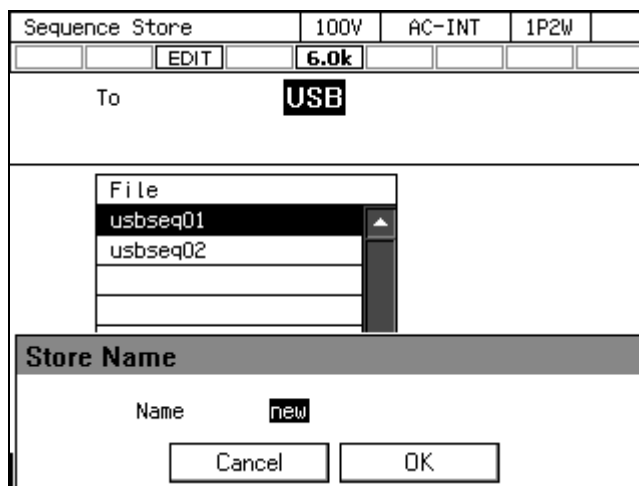 Sequence Store 100V AC-INT 1P2W
EDIT 6.0k
To USB
File
usbseq01
usbseq02
Store Name
Name new
Cancel OK